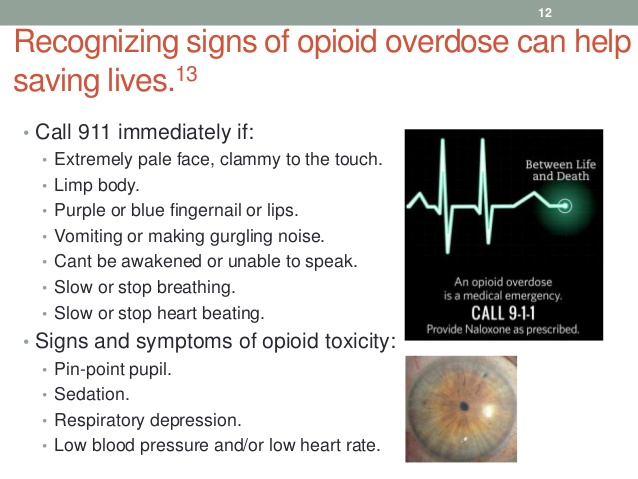 12
Recognizing signs of opioid overdose can help
saving lives.13
• Call 911 immediately if:
• Extremely pale face, clammy to the touch.
• Limp body.
• Purple or blue fingernail or lips.
• Vomiting or making gurgling noise.
• Cant be awakened or unable to speak.
• Slow or stop breathing.
• Slow or stop heart beating.
• Signs and symptoms of opioid toxicity:
• Pin-point pupil.
• Sedation.
• Respiratory depression.
• Low blood pressure and/or low heart rate.
Between Life
and Death
An opioid overdose
is a medical emergency.
CALL 9-1-1
Provide Naloxone as prescribed.